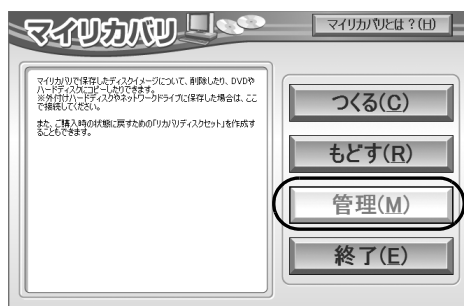 マイリカバリ
マイリカバリとは？(H)
マイリカバリで保存したディスクイメージについて、削除したり、DVDや
ハードディスクにコピーしたりできます。
※外付けハードディスクやネットワークドライブに保存した場合は、ここ
で接続してください。
また、ご購入時の状態に戻すための「リカバリディスクセット」を作成す
ることもできます。
つくる(C)
もどす(R)
管理(M)
終了(E)